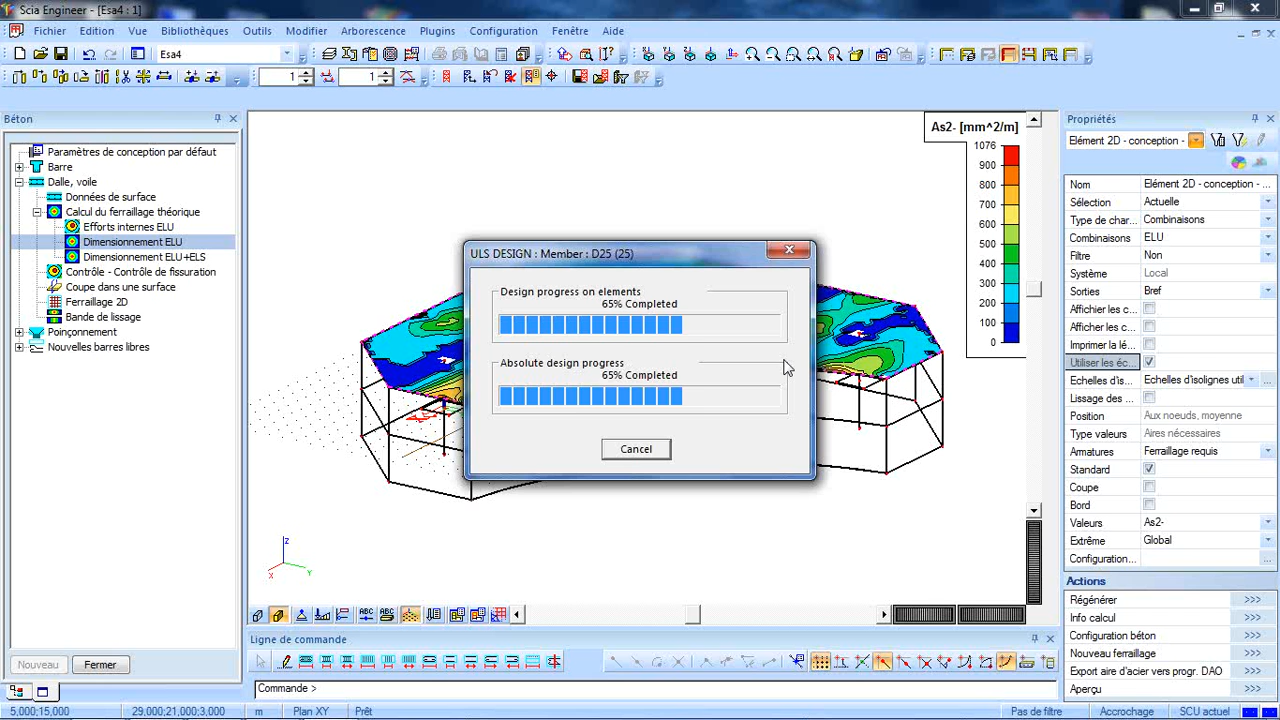 Scia Engineer - [Esa4 : 1]
Fichier Edition Vue Bibliothèques Outils Modifier Arborescence Plugins Configuration Fenêtre Aide
Esa4
1 1
Béton
Paramètres de conception par défaut
Barre
Dalle, voile
Données de surface
Calcul du ferraillage théorique
Efforts internes ELU
Dimensionnement ELU
Dimensionnement ELU+ELS
Contrôle - Contrôle de fissuration
Coupe dans une surface
Ferraillage 2D
Bande de lissage
Poinçonnement
Nouvelles barres libres
Nouveau Fermer
As2- [mm^2/m]
1076
900
800
700
600
500
400
300
200
100
0
ULS DESIGN : Member : D25 (25)
Design progress on elements
65% Completed
Absolute design progress
65% Completed
Cancel
Z
X
Y
ABC
ABC
Propriétés
Elément 2D - conception -
Nom Elément 2D - conception - ...
Sélection Actuelle
Type de char... Combinaisons
Combinaisons ELU
Filtre Non
Système Local
Sorties Bref
Afficher les c...
Afficher les c...
Imprimer la lé...
Utiliser les éc...
Echelles d'is... Echelles d'isolignes util
Lissage des ...
Position Aux noeuds, moyenne
Type valeurs Aires nécessaires
Armatures Ferraillage requis
Standard
Coupe
Bord
Valeurs As2-
Extrême Global
Configuration... ...
Actions
Régénérer >>>
Info calcul >>>
Configuration béton >>>
Nouveau ferraillage >>>
Export aire d'acier vers progr. DAO >>>
Aperçu >>>
Ligne de commande
Commande >
5,000;15,000 29,000;21,000;3,000 m Plan XY Prêt Pas de filtre Accrochage SCU actuel